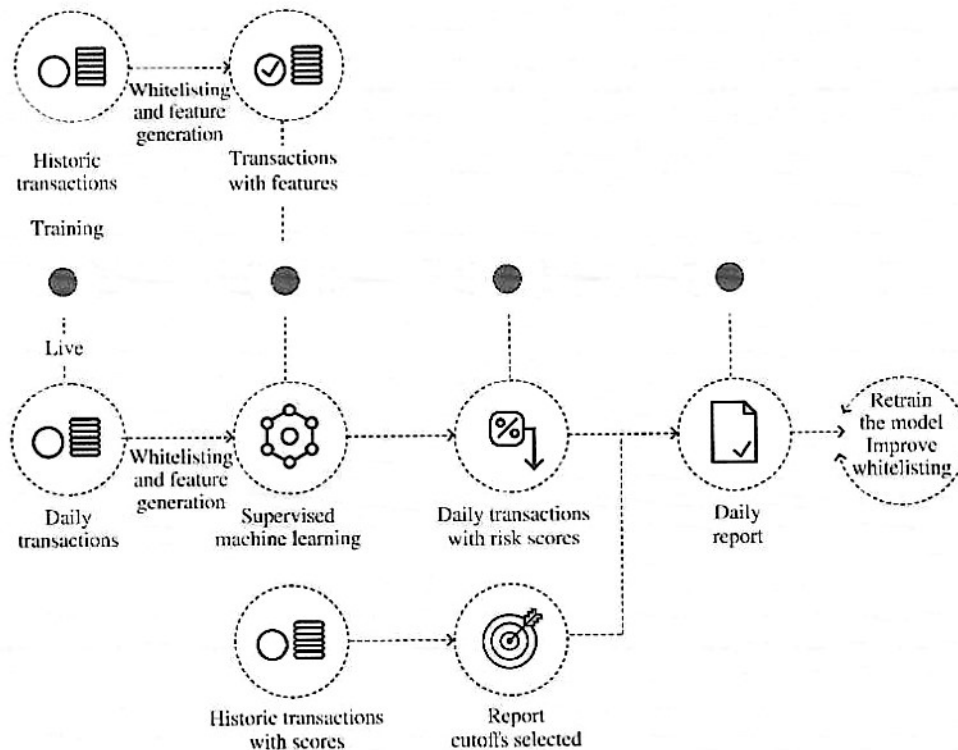 Whitelisting
and feature
generation
Historic
transactions
Transactions
with features
Training
Live
Whitelisting
and feature
generation
Daily
transactions
Supervised
machine learning
%
Daily transactions
with risk scores
Daily
report
Retrain
the model
Improve
whitelisting
Historic transactions
with scores
Report
cutoffs selected